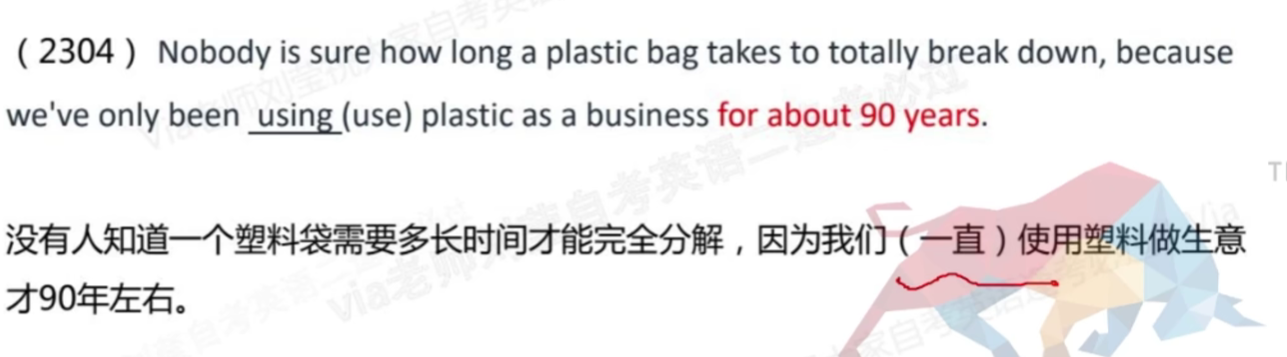 （2304）Nobody is sure how long a plastic bag takes to totally break down, because
we've only been using (use) plastic as a business for about 90 years.
没有人知道一个塑料袋需要多长时间才能完全分解，因为我们（一直）使用塑料做生意
才90年左右。